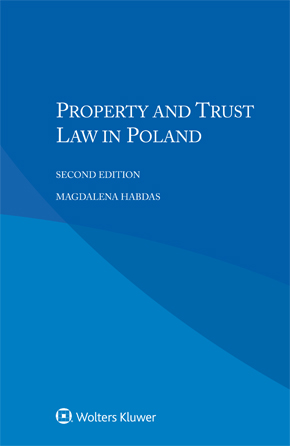 PROPERTY AND TRUST
LAW IN POLAND
SECOND EDITION
MAGDALENA HABDAS
Wolters Kluwer